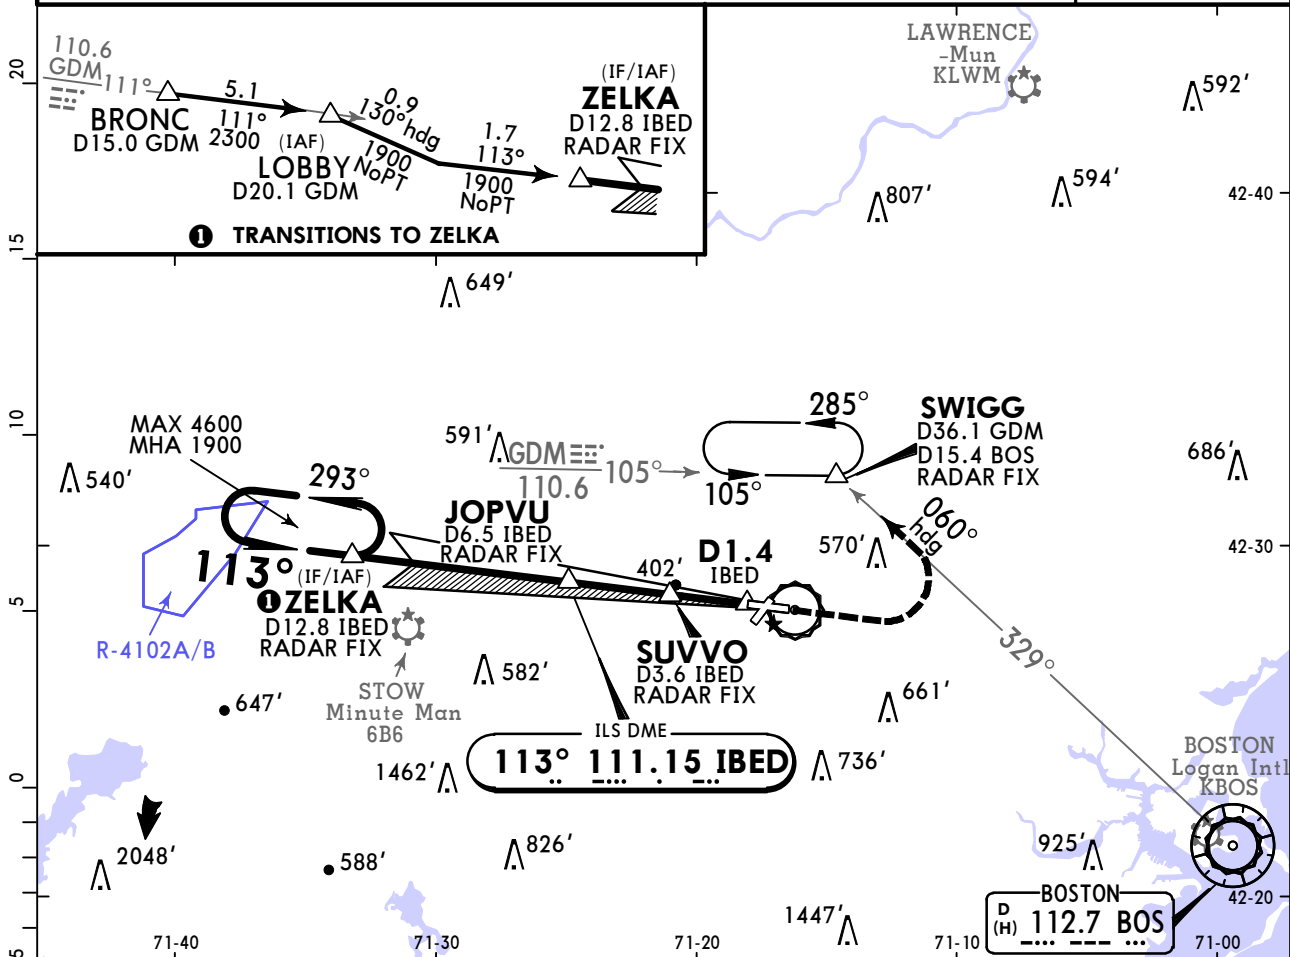 110.6
GDM
111°
BRONC
D15.0 GDM
5.1
111°
2300
(IAF)
LOBBY
D20.1 GDM
0.9
130° hdg
1900
NoPT
1.7
113°
1900
NoPT
(IF/IAF)
ZELKA
D12.8 IBED
RADAR FIX
1 TRANSITIONS TO ZELKA
LAWRENCE
-Mun
KLWM
592'
807'
594'
42-40
649'
20
15
10
5
0
5
MAX 4600
MHA 1900
540'
293°
113°
(IF/IAF)
1 ZELKA
D12.8 IBED
RADAR FIX
R-4102A/B
591'
GDM
110.6
105°
JOPVU
D6.5 IBED
RADAR FIX
285°
105°
SWIGG
D36.1 GDM
D15.4 BOS
RADAR FIX
686'
060°
hdg
570'
42-30
402'
D1.4
IBED
SUVVO
D3.6 IBED
RADAR FIX
329°
STOW
Minute Man
6B6
582'
647'
661'
ILS DME
113° 111.15 IBED
1462'
736'
BOSTON
Logan Intl
KBOS
2048'
588'
826'
925'
1447'
BOSTON
D
(H) 112.7 BOS
42-20
71-40
71-30
71-20
71-10
71-00